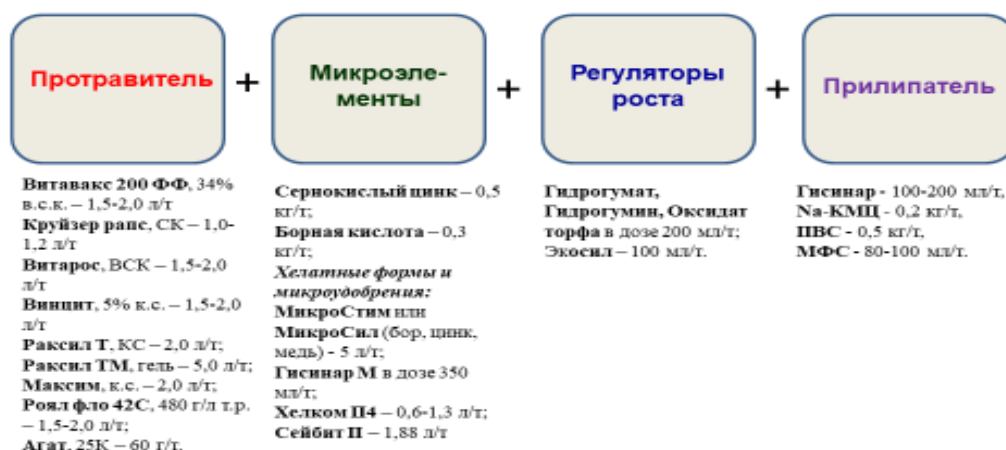 Протравитель
+
Микроэле-
менты
+
Регуляторы
роста
+
Прилипатель
Витавакс 200 ФФ, 34%
в.с.к. – 1,5-2,0 л/т
Круйзер рапс, СК – 1,0-
1,2 л/т
Витарос, ВСК – 1,5-2,0
л/т
Винцит, 5% к.с. – 1,5-2,0
л/т
Раксил Т, КС – 2,0 л/т;
Раксил ТМ, гель – 5,0 л/т;
Максим, к.с. – 2,0 л/т;
Роял фло 42С, 480 г/л т.р.
– 1,5-2,0 л/т;
Агат, 25К – 60 г/т.
Сернокислый цинк – 0,5
кг/т;
Борная кислота – 0,3
кг/т;
Хелатные формы и
микроудобрения:
МикроСтим или
МикроСил (бор, цинк,
медь) - 5 л/т;
Гисинар М в дозе 350
мл/т;
Хелком П4 – 0,6-1,3 л/т;
Сейбит П – 1,88 л/т
Гидрогумат,
Гидрогумин, Оксидат
торфа в дозе 200 мл/т;
Экосил – 100 мл/т.
Гисинар - 100-200 мл/т,
Na-КМЦ - 0,2 кг/т,
ПВС - 0,5 кг/т,
МФС - 80-100 мл/т.